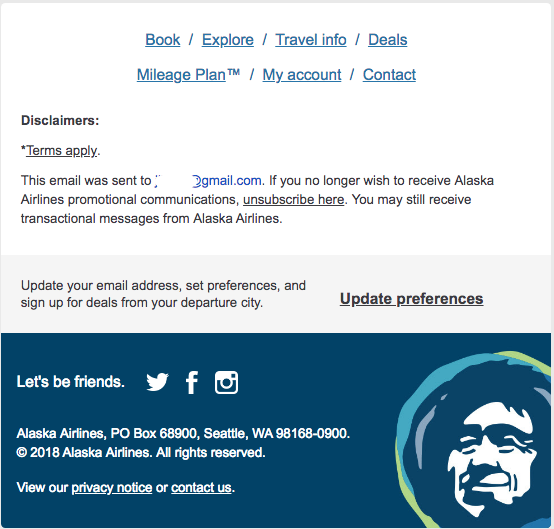 Book / Explore / Travel info / Deals
Mileage Plan™ / My account / Contact
Disclaimers:
*Terms apply.
This email was sent to @gmail.com. If you no longer wish to receive Alaska
Airlines promotional communications, unsubscribe here. You may still receive
transactional messages from Alaska Airlines.
Update your email address, set preferences, and
sign up for deals from your departure city.
Update preferences
Let's be friends.
Alaska Airlines, PO Box 68900, Seattle, WA 98168-0900.
© 2018 Alaska Airlines. All rights reserved.
View our privacy notice or contact us.